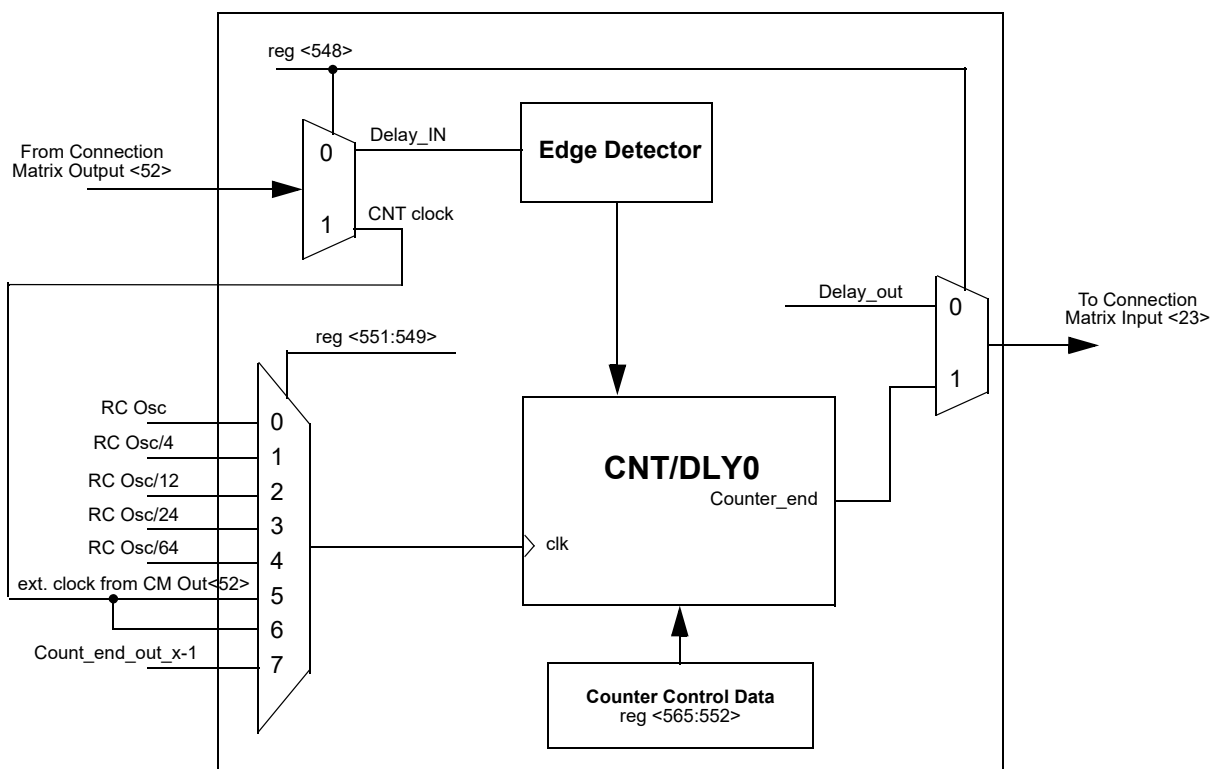 reg <548>
From Connection
Matrix Output <52>
0
1
Delay_IN
CNT clock
Edge Detector
Delay_out
0
1
To Connection
Matrix Input <23>
reg <551:549>
RC Osc
0
RC Osc/4
1
RC Osc/12
2
RC Osc/24
3
RC Osc/64
4
ext. clock from CM Out<52>
5
6
Count_end_out_x-1
7
CNT/DLY0
Counter_end
clk
Counter Control Data
reg <565:552>